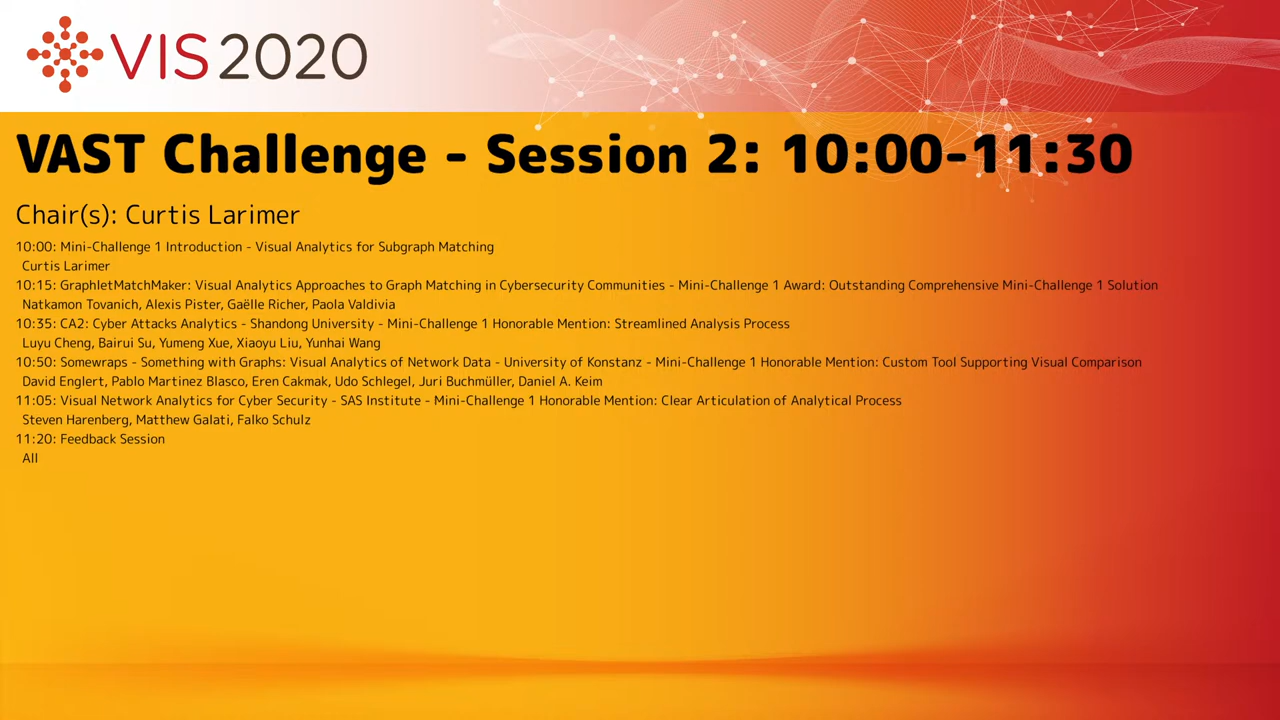 VIS2020
VAST Challenge - Session 2: 10:00-11:30
Chair(s): Curtis Larimer
10:00: Mini-Challenge 1 Introduction - Visual Analytics for Subgraph Matching
Curtis Larimer
10:15: GraphletMatchMaker: Visual Analytics Approaches to Graph Matching in Cybersecurity Communities - Mini-Challenge 1 Award: Outstanding Comprehensive Mini-Challenge 1 Solution
Natkamon Tovanich, Alexis Pister, Gaëlle Richer, Paola Valdivia
10:35: CA2: Cyber Attacks Analytics - Shandong University - Mini-Challenge 1 Honorable Mention: Streamlined Analysis Process
Luyu Cheng, Bairui Su, Yumeng Xue, Xiaoyu Liu, Yunhai Wang
10:50: Somewraps - Something with Graphs: Visual Analytics of Network Data - University of Konstanz - Mini-Challenge 1 Honorable Mention: Custom Tool Supporting Visual Comparison
David Englert, Pablo Martinez Blasco, Eren Cakmak, Udo Schlegel, Juri Buchmüller, Daniel A. Keim
11:05: Visual Network Analytics for Cyber Security - SAS Institute - Mini-Challenge 1 Honorable Mention: Clear Articulation of Analytical Process
Steven Harenberg, Matthew Galati, Falko Schulz
11:20: Feedback Session
All